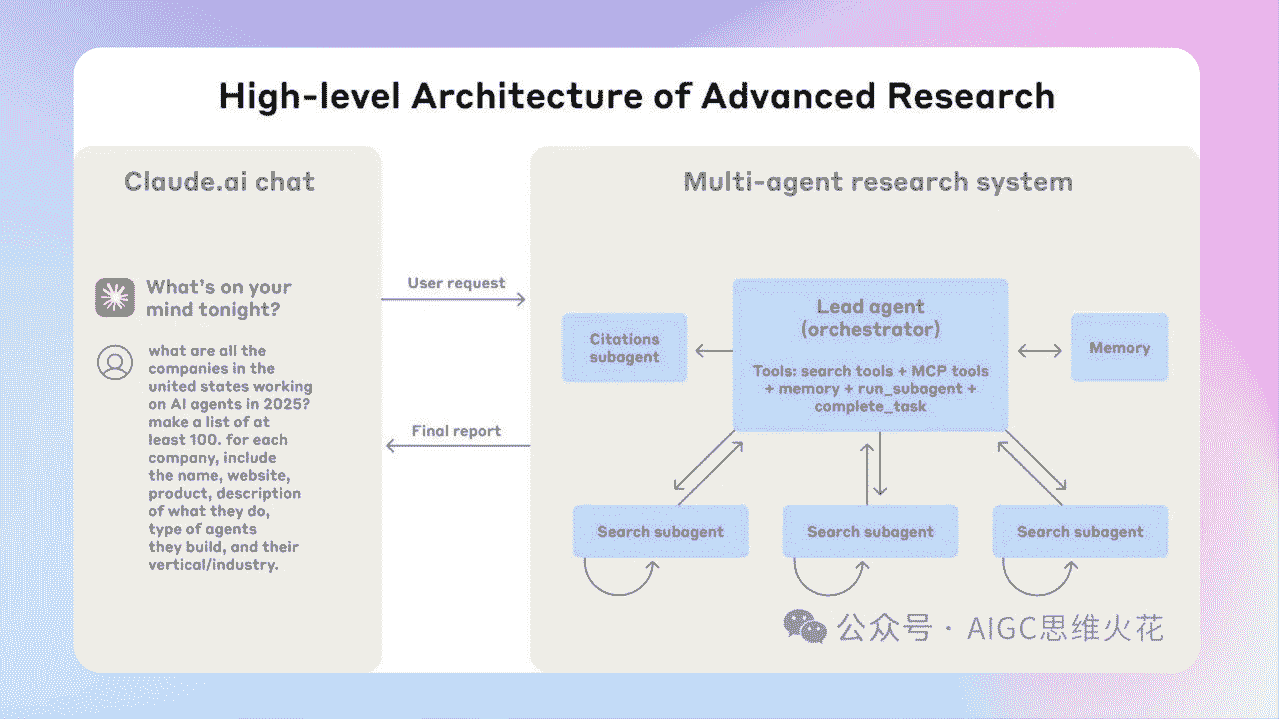 High-level Architecture of Advanced Research
Claude.ai chat
What's on your
mind tonight?
what are all the
companies in the
united states working
on AI agents in 2025?
make a list of at
least 100. for each
company, include
the name, website,
product, description
of what they do,
type of agents
they build, and their
vertical/industry.
User request
Final report
Multi-agent research system
Citations
subagent
Lead agent
(orchestrator)
Tools: search tools + MCP tools
+ memory + run_subagent +
complete_task
Memory
Search subagent
Search subagent
Search subagent
公众号 · AIGC思维火花